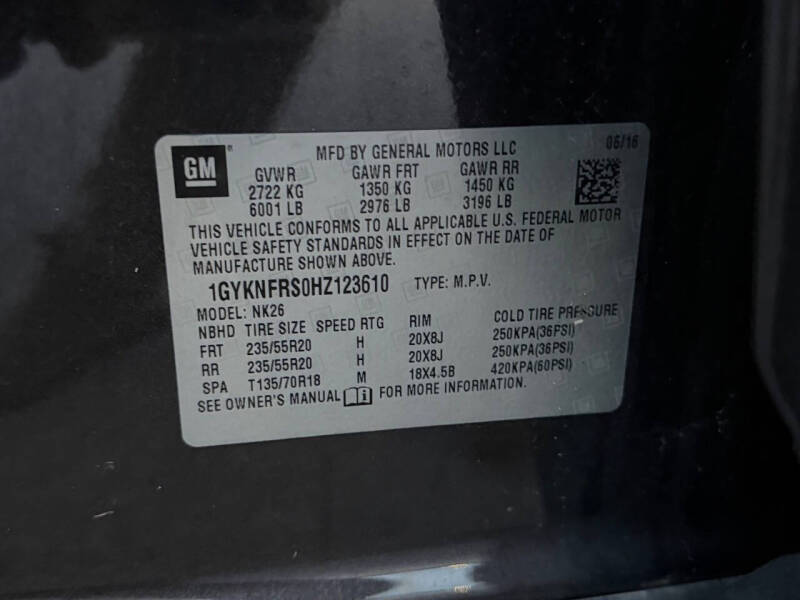 GM
MFD BY GENERAL MOTORS LLC 06/16
GVWR GAWR FRT GAWR RR
2722 KG 1350 KG 1450 KG
6001 LB 2976 LB 3196 LB
THIS VEHICLE CONFORMS TO ALL APPLICABLE U.S. FEDERAL MOTOR
VEHICLE SAFETY STANDARDS IN EFFECT ON THE DATE OF
MANUFACTURE SHOWN ABOVE.
1GYKNFRS0HZ123610 TYPE: M.P.V.
MODEL: NK26
NBHD TIRE SIZE SPEED RTG RIM COLD TIRE PRESSURE
FRT 235/55R20 H 20X8J 250KPA(36PSI)
RR 235/55R20 H 20X8J 250KPA(36PSI)
SPA T135/70R18 M 18X4.5B 420KPA(60PSI)
SEE OWNER'S MANUAL FOR MORE INFORMATION.